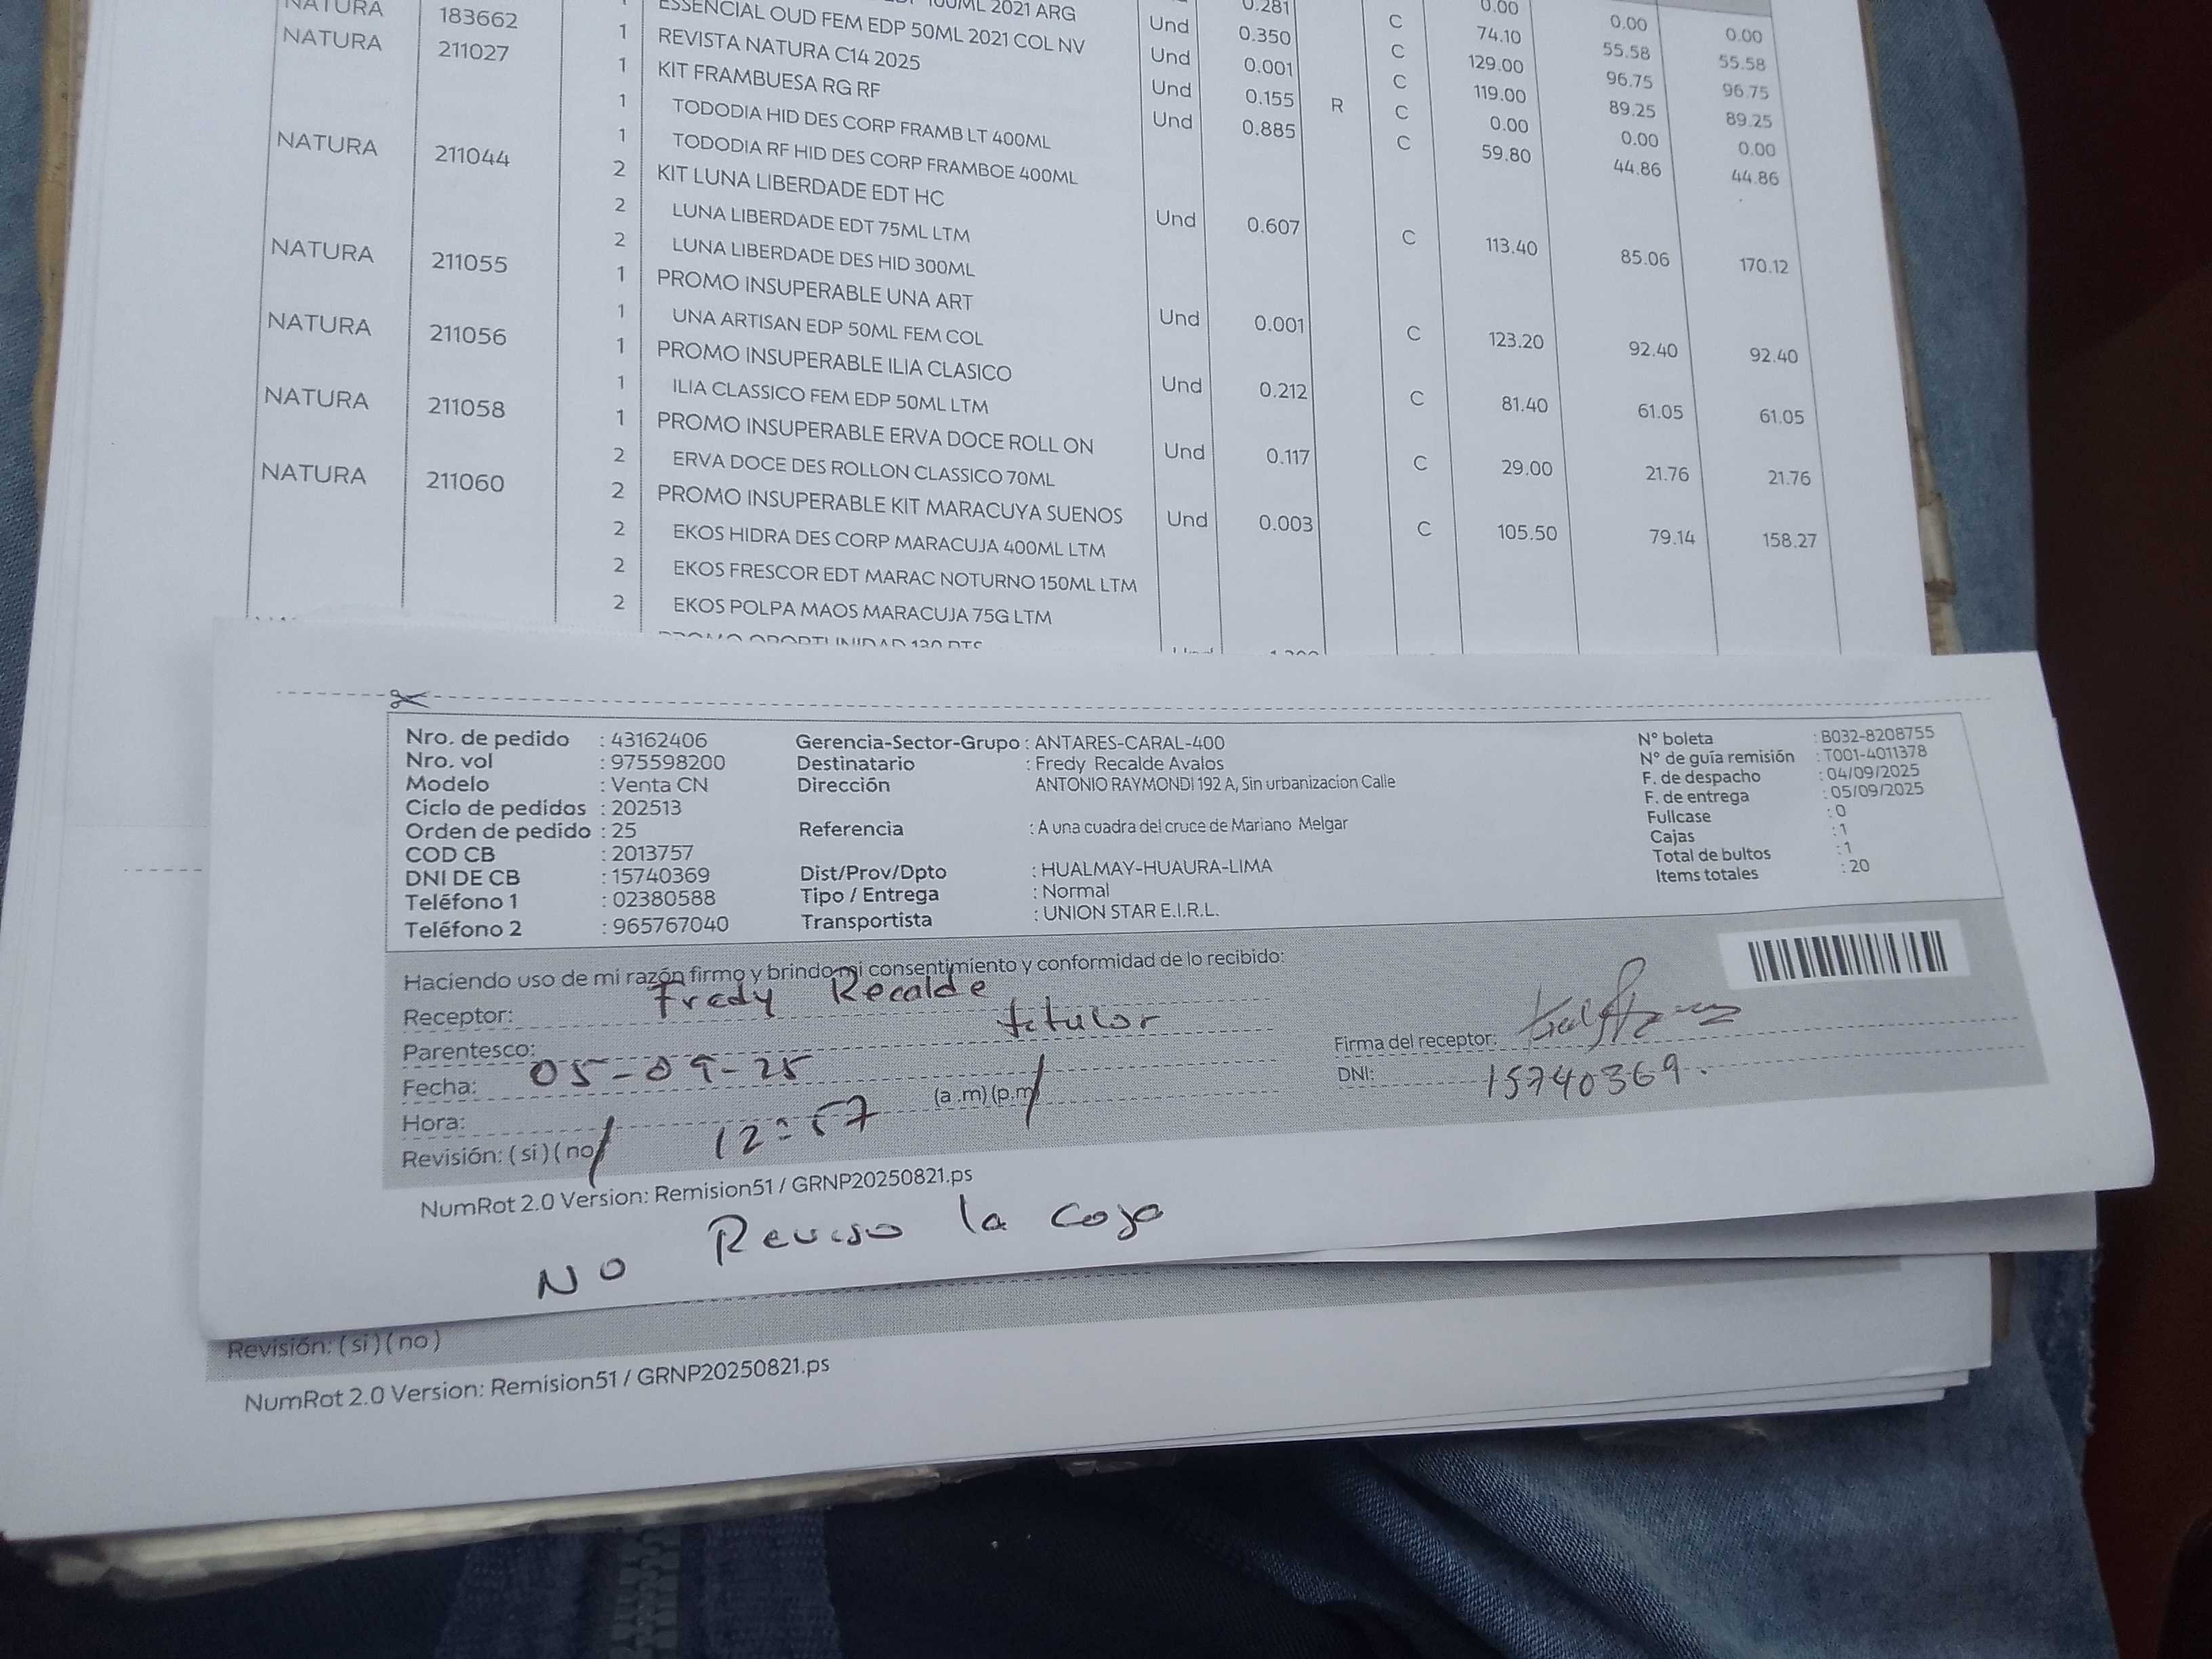 100ML 2021 ARG 0.281 0.00
NATURA 183662 1 ESSENCIAL OUD FEM EDP 50ML 2021 COL NV Und 0.350 C 74.10 0.00 0.00
NATURA 211027 1 REVISTA NATURA C14 2025 Und 0.001 C 129.00 55.58 55.58
1 KIT FRAMBUESA RG RF Und 0.155 R C 119.00 96.75 96.75
1 TODODIA HID DES CORP FRAMB LT 400ML Und 0.885 C 0.00 89.25 89.25
1 TODODIA RF HID DES CORP FRAMBOE 400ML C 59.80 0.00 0.00
44.86 44.86
NATURA 211044 2 KIT LUNA LIBERDADE EDT HC Und 0.607 C 113.40 85.06 170.12
2 LUNA LIBERDADE EDT 75ML LTM
2 LUNA LIBERDADE DES HID 300ML
NATURA 211055 1 PROMO INSUPERABLE UNA ART Und 0.001 C 123.20 92.40 92.40
1 UNA ARTISAN EDP 50ML FEM COL
NATURA 211056 1 PROMO INSUPERABLE ILIA CLASICO Und 0.212 C 81.40 61.05 61.05
1 ILIA CLASSICO FEM EDP 50ML LTM
NATURA 211058 1 PROMO INSUPERABLE ERVA DOCE ROLL ON Und 0.117 C 29.00 21.76 21.76
2 ERVA DOCE DES ROLLON CLASSICO 70ML
NATURA 211060 2 PROMO INSUPERABLE KIT MARACUYA SUENOS Und 0.003 C 105.50 79.14 158.27
2 EKOS HIDRA DES CORP MARACUJA 400ML LTM
2 EKOS FRESCOR EDT MARAC NOTURNO 150ML LTM
2 EKOS POLPA MAOS MARACUJA 75G LTM
PROMO OPORTUNIDAD 130 PTS Und
Nro. de pedido : 43162406 Gerencia-Sector-Grupo : ANTARES-CARAL-400 N° boleta : B032-8208755
Nro. vol : 975598200 Destinatario : Fredy Recalde Avalos N° de guía remisión : T001-4011378
Modelo : Venta CN Dirección ANTONIO RAYMONDI 192 A, Sin urbanizacion Calle F. de despacho : 04/09/2025
Ciclo de pedidos : 202513 F. de entrega : 05/09/2025
Orden de pedido : 25 Referencia : A una cuadra del cruce de Mariano Melgar Fullcase : 0
COD CB : 2013757 Cajas : 1
DNI DE CB : 15740369 Dist/Prov/Dpto : HUALMAY-HUAURA-LIMA Total de bultos : 1
Teléfono 1 : 02380588 Tipo / Entrega : Normal Items totales : 20
Teléfono 2 : 965767040 Transportista : UNION STAR E.I.R.L.
Haciendo uso de mi razón firmo y brindo mi consentimiento y conformidad de lo recibido:
Receptor: Fredy Recalde
Parentesco: titular Firma del receptor:
Fecha: 05-09-25 DNI: 15740369.
Hora: 12:57 (a .m) (p.m)
Revisión: ( si ) ( no )
NumRot 2.0 Version: Remision51 / GRNP20250821.ps
NO Reviso la caja
Revisión: ( si ) ( no )
NumRot 2.0 Version: Remision51 / GRNP20250821.ps